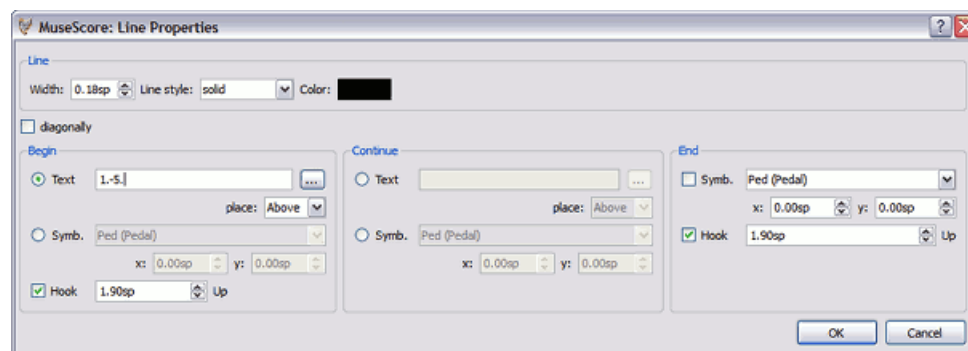 MuseScore: Line Properties
Line
Width: 0.18sp Line style: solid Color:
diagonally
Begin
Text 1.-5. ...
place: Above
Symb. Ped (Pedal)
x: 0.00sp y: 0.00sp
Hook 1.90sp Up
Continue
Text ...
place: Above
Symb. Ped (Pedal)
x: 0.00sp y: 0.00sp
End
Symb. Ped (Pedal)
x: 0.00sp y: 0.00sp
Hook 1.90sp Up
OK Cancel